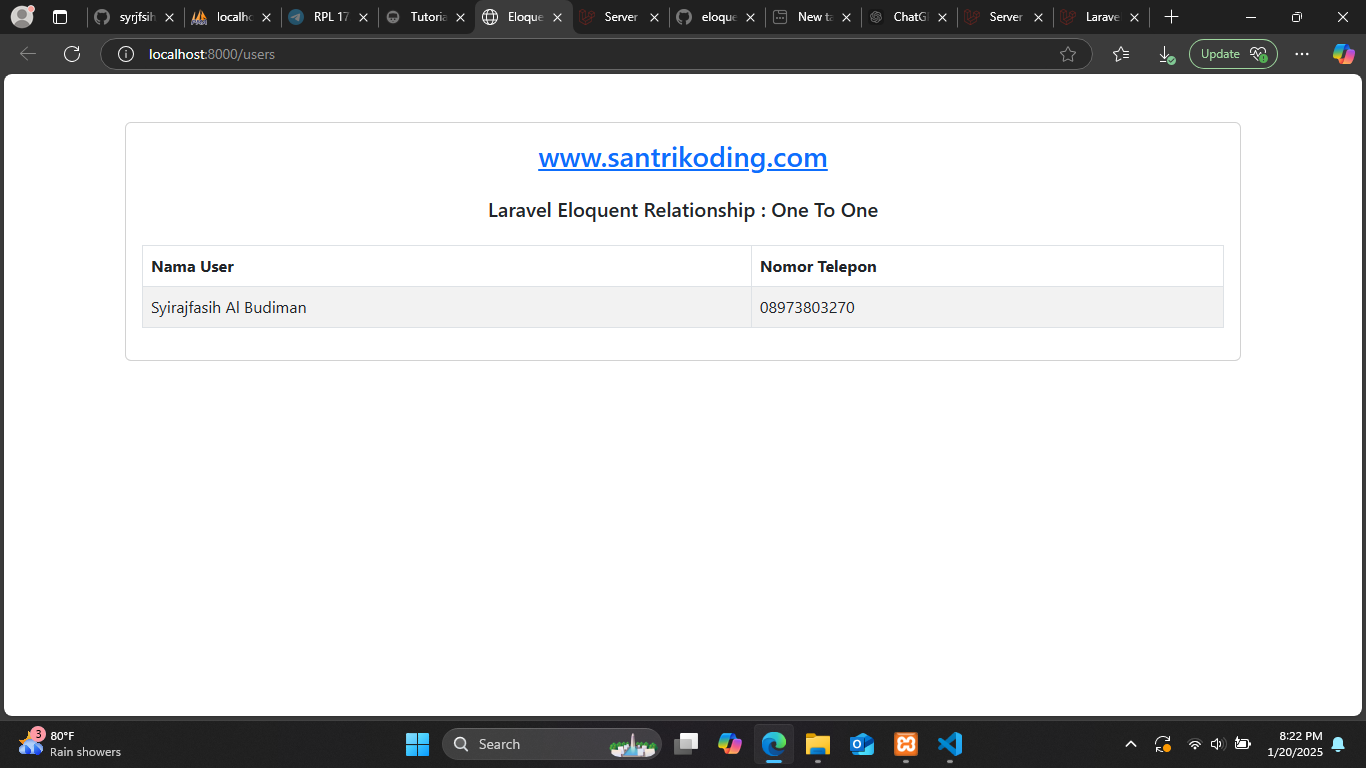 syrjfsih
localhc
RPL 17
Tutoria
Eloque
Server
eloque
New ta
ChatGI
Server
Larave
localhost:8000/users
Update
www.santrikoding.com
Laravel Eloquent Relationship : One To One
Nama User Nomor Telepon
Syirajfasih Al Budiman 08973803270
3
80°F
Rain showers
Search
8:22 PM
1/20/2025